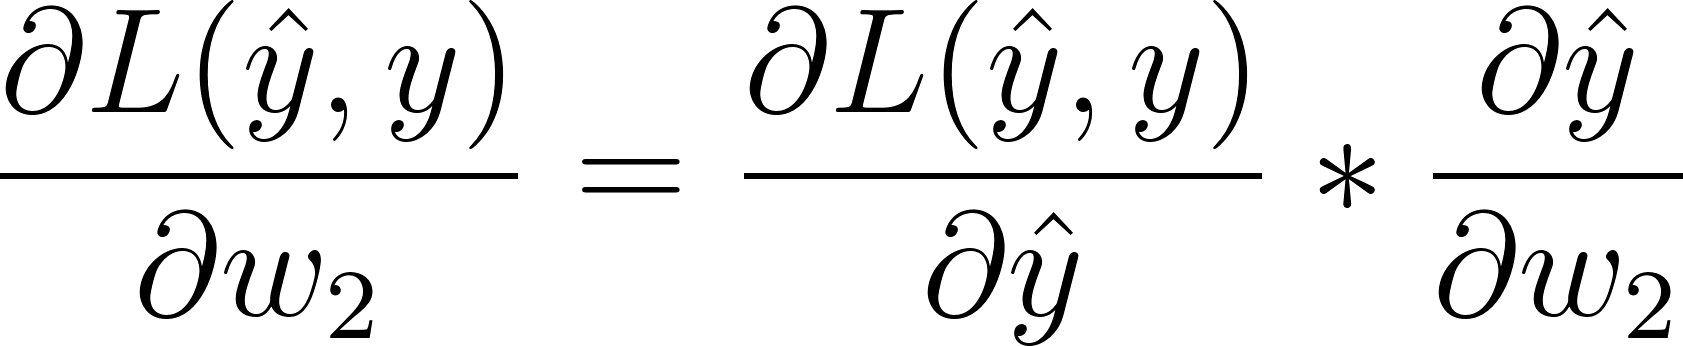 ∂L(ŷ, y) / ∂w₂ = ∂L(ŷ, y) / ∂ŷ * ∂ŷ / ∂w₂